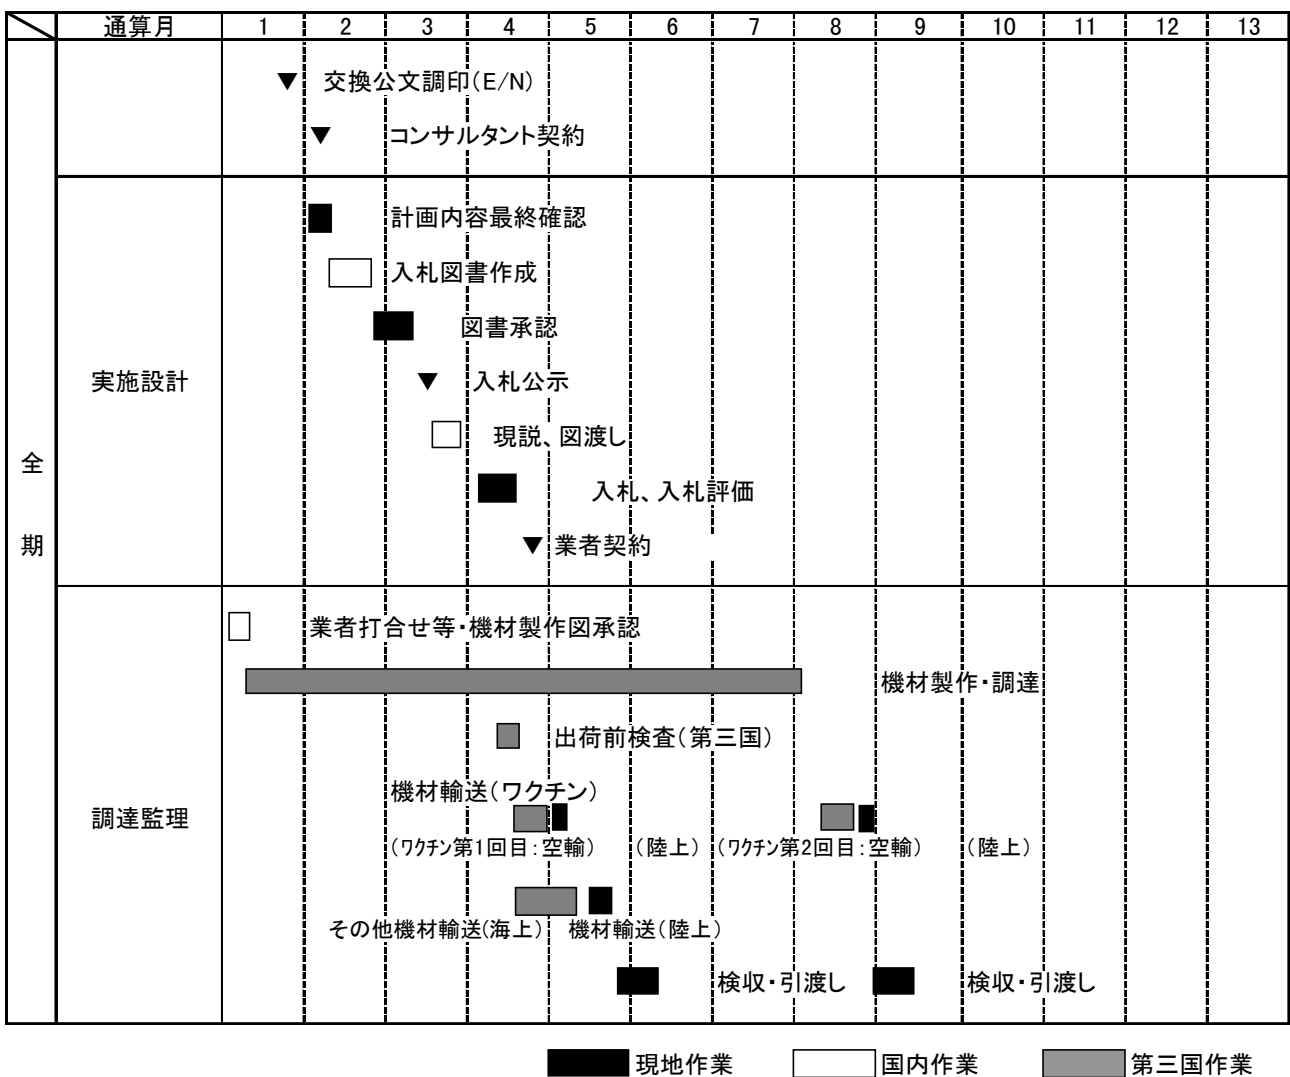 通算月 1 2 3 4 5 6 7 8 9 10 11 12 13
全期
▼ 交換公文調印(E/N)
▼ コンサルタント契約
実施設計
計画内容最終確認
入札図書作成
図書承認
▼ 入札公示
現説、図渡し
入札、入札評価
▼ 業者契約
調達監理
業者打合せ等・機材製作図承認
機材製作・調達
出荷前検査(第三国)
機材輸送(ワクチン)
(ワクチン第1回目:空輸) (陸上) (ワクチン第2回目:空輸) (陸上)
その他機材輸送(海上) 機材輸送(陸上)
検収・引渡し 検収・引渡し
現地作業 国内作業 第三国作業